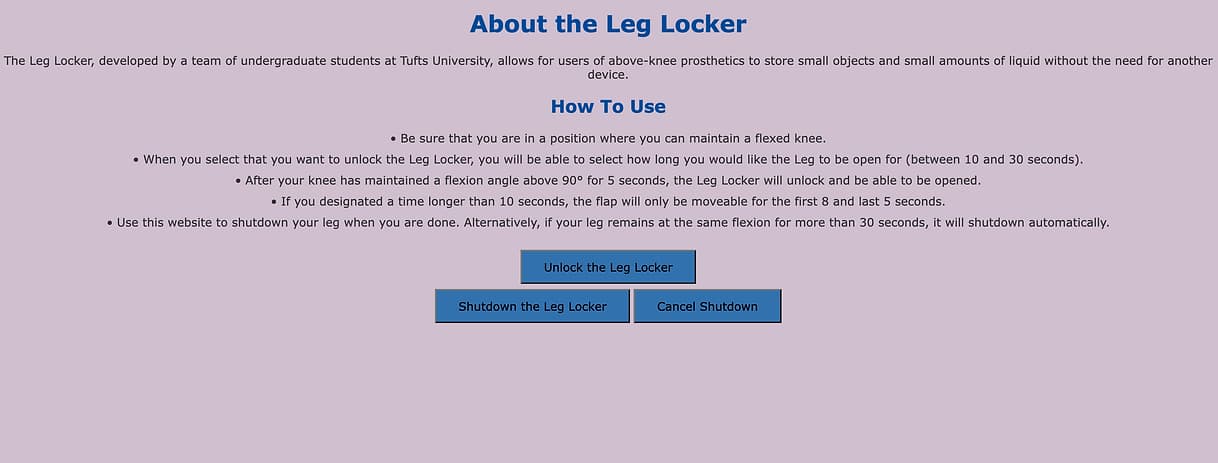 About the Leg Locker
The Leg Locker, developed by a team of undergraduate students at Tufts University, allows for users of above-knee prosthetics to store small objects and small amounts of liquid without the need for another
device.
How To Use
• Be sure that you are in a position where you can maintain a flexed knee.
• When you select that you want to unlock the Leg Locker, you will be able to select how long you would like the Leg to be open for (between 10 and 30 seconds).
• After your knee has maintained a flexion angle above 90° for 5 seconds, the Leg Locker will unlock and be able to be opened.
• If you designated a time longer than 10 seconds, the flap will only be moveable for the first 8 and last 5 seconds.
• Use this website to shutdown your leg when you are done. Alternatively, if your leg remains at the same flexion for more than 30 seconds, it will shutdown automatically.
Unlock the Leg Locker
Shutdown the Leg Locker Cancel Shutdown